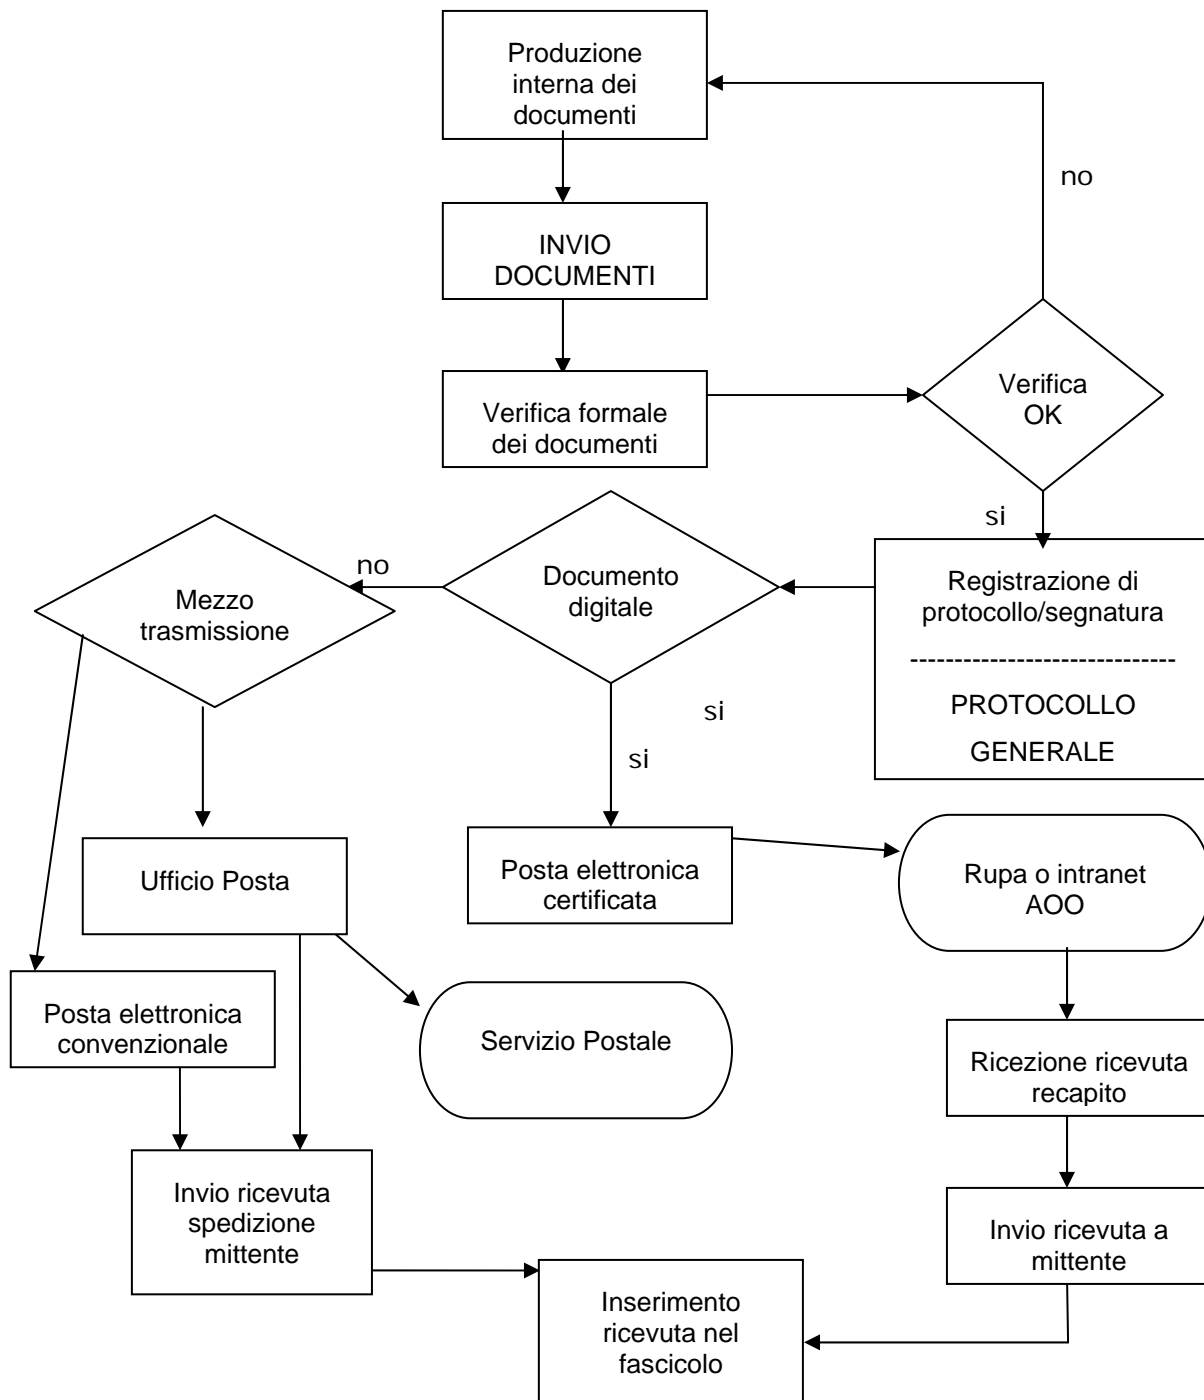 Produzione
interna dei
documenti
no
INVIO
DOCUMENTI
Verifica formale
dei documenti
Verifica
OK
si
Mezzo
trasmissione
no
Documento
digitale
Registrazione di
protocollo/segnatura
------------------------------
PROTOCOLLO
GENERALE
si
si
Ufficio Posta
Posta elettronica
certificata
Rupa o intranet
AOO
Posta elettronica
convenzionale
Servizio Postale
Ricezione ricevuta
recapito
Invio ricevuta
spedizione
mittente
Invio ricevuta a
mittente
Inserimento
ricevuta nel
fascicolo